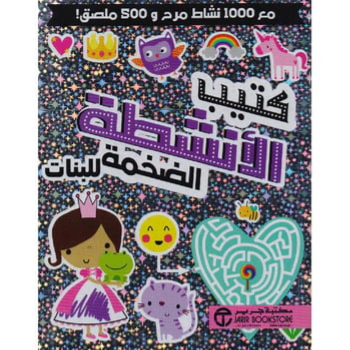 مع 1000 نشاط مرح و 500 ملصق!
كتيب
الأنشطة
الضخمة للبنات
مكتبة جرير
JARIR BOOKSTORE